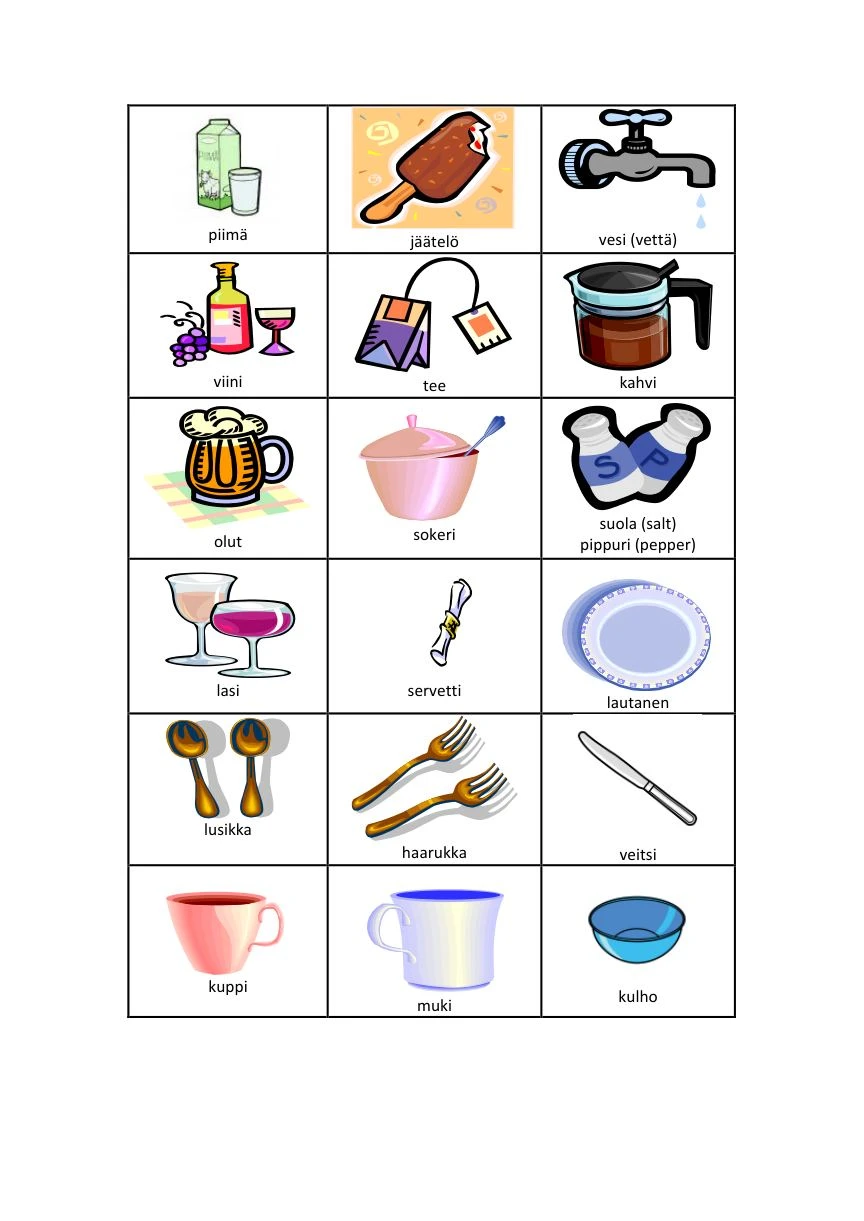 piimä
jäätelö
vesi (vettä)
viini
tee
kahvi
olut
sokeri
S P
suola (salt)
pippuri (pepper)
lasi
servetti
lautanen
lusikka
haarukka
veitsi
kuppi
muki
kulho